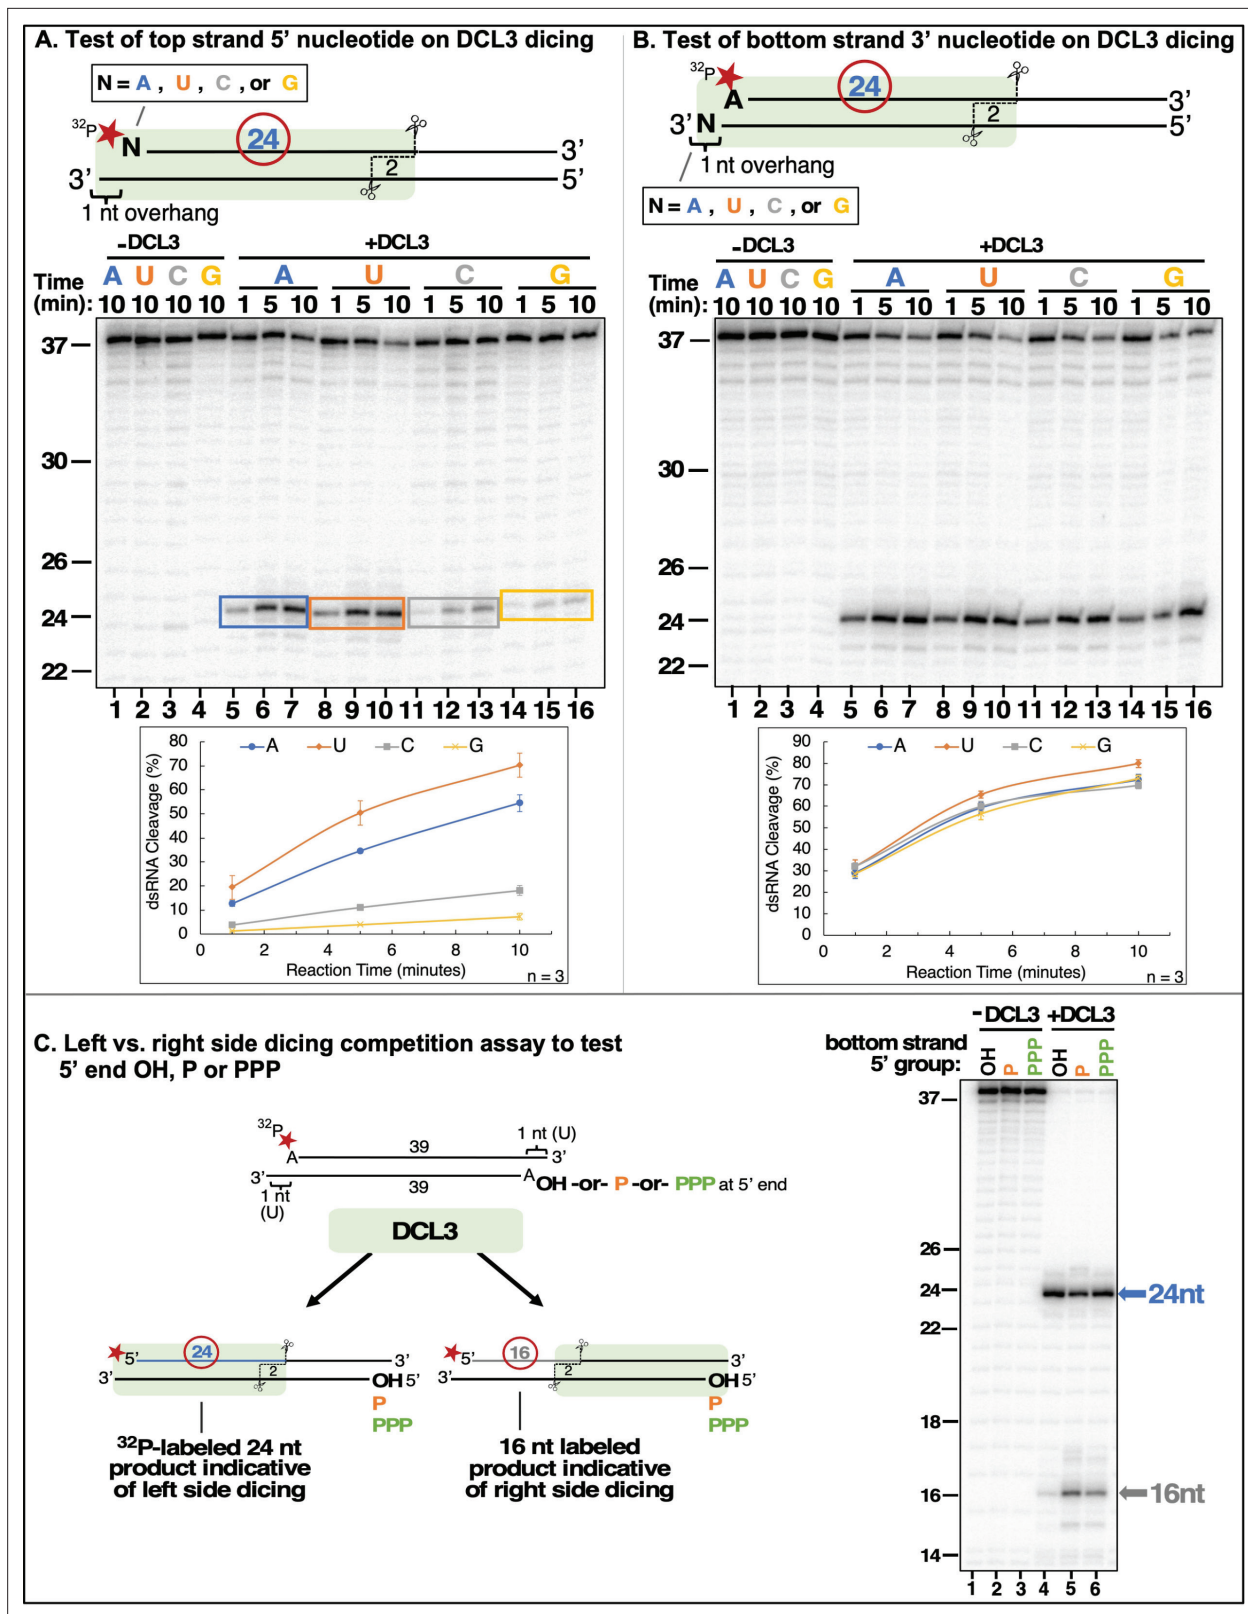 A. Test of top strand 5' nucleotide on DCL3 dicing
N = A , U , C , or G
32P
N
24
3'
2
3'
5'
1 nt overhang
-DCL3
+DCL3
A U C G A U C G
Time
(min):
10 10 10 10 1 5 10 1 5 10 1 5 10 1 5 10
37
30
26
24
22
1 2 3 4 5 6 7 8 9 10 11 12 13 14 15 16
A U C G
dsRNA Cleavage (%)
80
70
60
50
40
30
20
10
0
0 2 4 6 8 10
Reaction Time (minutes)
n = 3
B. Test of bottom strand 3' nucleotide on DCL3 dicing
32P
A
24
3'
2
3' N
5'
1 nt overhang
N = A , U , C , or G
-DCL3
+DCL3
A U C G A U C G
Time
(min):
10 10 10 10 1 5 10 1 5 10 1 5 10 1 5 10
37
30
26
24
22
1 2 3 4 5 6 7 8 9 10 11 12 13 14 15 16
A U C G
dsRNA Cleavage (%)
90
80
70
60
50
40
30
20
10
0
0 2 4 6 8 10
Reaction Time (minutes)
n = 3
C. Left vs. right side dicing competition assay to test
5' end OH, P or PPP
32P
A
39
1 nt (U)
3'
3'
39
A
OH -or- P -or- PPP at 5' end
1 nt
(U)
DCL3
5'
24
3'
2
3'
OH 5'
P
PPP
32P-labeled 24 nt
product indicative
of left side dicing
5'
16
3'
2
3'
OH 5'
P
PPP
16 nt labeled
product indicative
of right side dicing
-DCL3 +DCL3
bottom strand
5' group:
OH P PPP OH P PPP
37
26
24
22
18
16
14
24nt
16nt
1 2 3 4 5 6